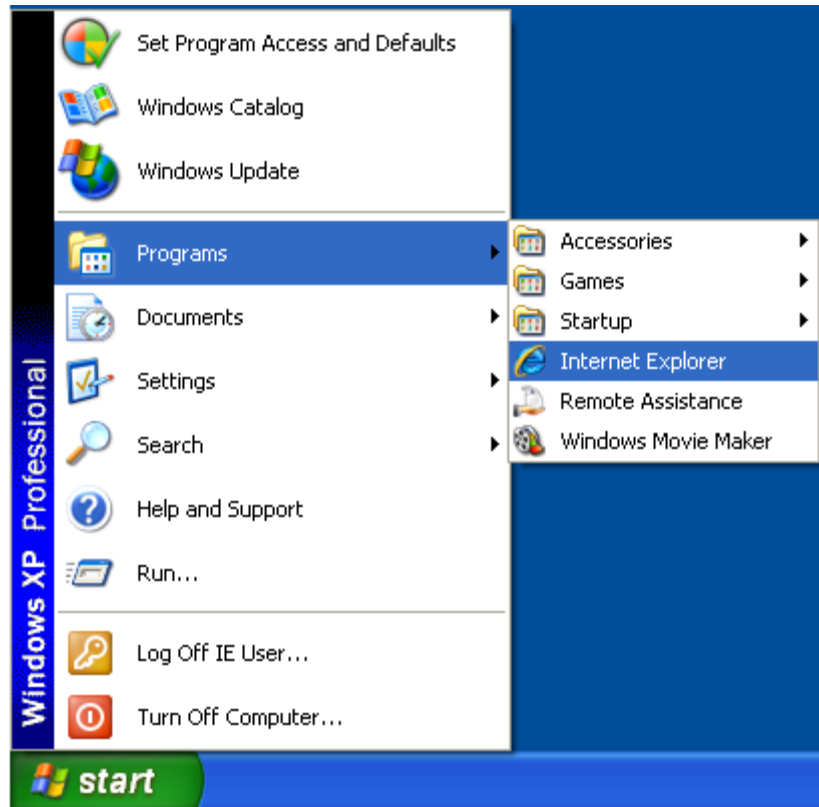 Set Program Access and Defaults
Windows Catalog
Windows Update
Programs
Documents
Settings
Search
Help and Support
Run...
Log Off IE User...
Turn Off Computer...
Accessories
Games
Startup
Internet Explorer
Remote Assistance
Windows Movie Maker
Windows XP Professional
start